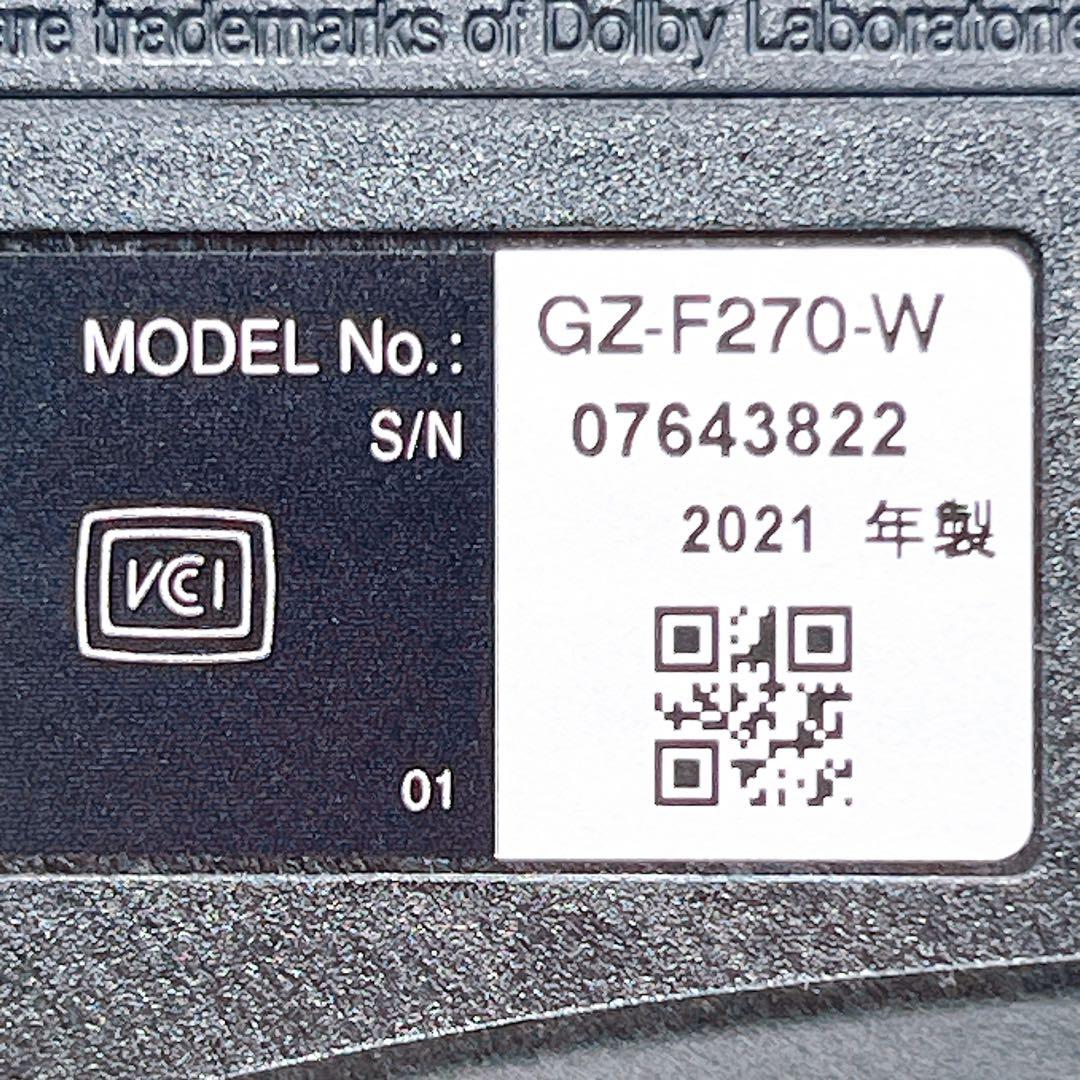 are trademarks of Dolby Laboratorie
MODEL No.: GZ-F270-W
S/N 07643822
2021 年製
VCCI
01